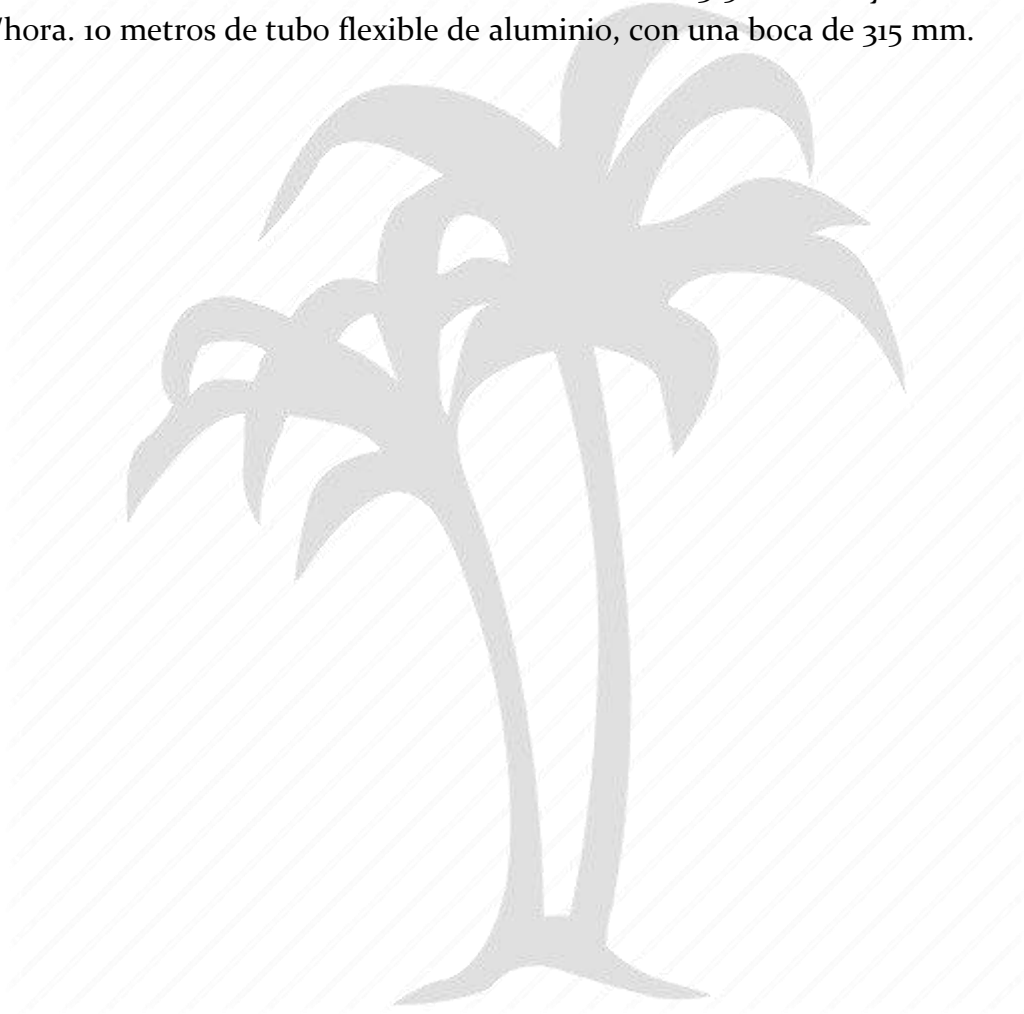 /hora. 10 metros de tubo flexible de aluminio, con una boca de 315 mm.